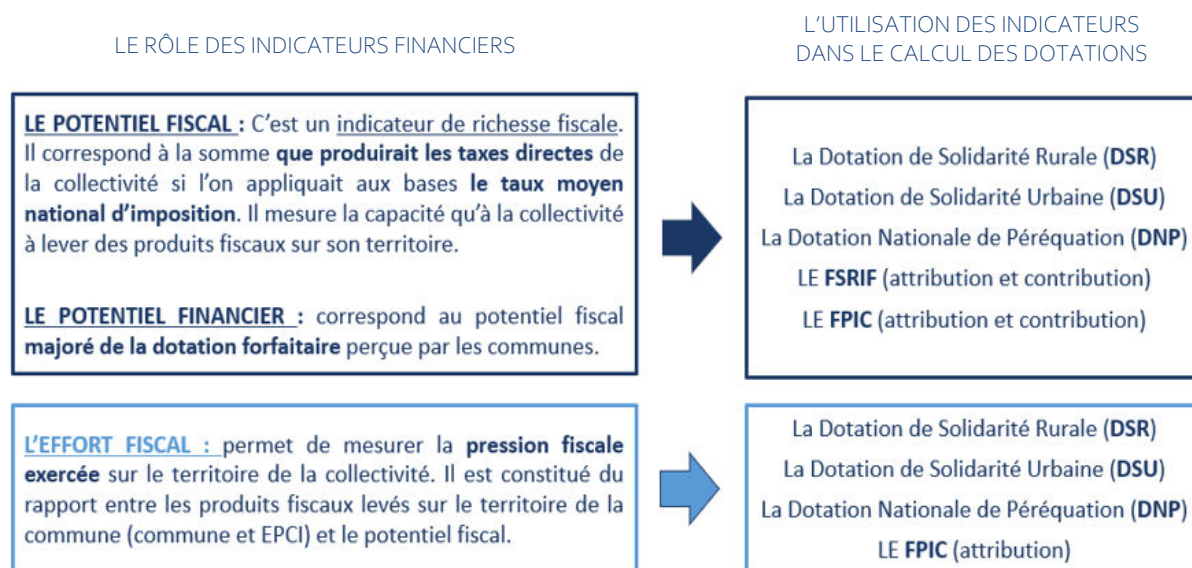 LE RÔLE DES INDICATEURS FINANCIERS
L’UTILISATION DES INDICATEURS
DANS LE CALCUL DES DOTATIONS
LE POTENTIEL FISCAL : C’est un indicateur de richesse fiscale.
Il correspond à la somme que produirait les taxes directes de
la collectivité si l’on appliquait aux bases le taux moyen
national d’imposition. Il mesure la capacité qu’à la collectivité
à lever des produits fiscaux sur son territoire.
LE POTENTIEL FINANCIER : correspond au potentiel fiscal
majoré de la dotation forfaitaire perçue par les communes.
La Dotation de Solidarité Rurale (DSR)
La Dotation de Solidarité Urbaine (DSU)
La Dotation Nationale de Péréquation (DNP)
LE FSRIF (attribution et contribution)
LE FPIC (attribution et contribution)
L’EFFORT FISCAL : permet de mesurer la pression fiscale
exercée sur le territoire de la collectivité. Il est constitué du
rapport entre les produits fiscaux levés sur le territoire de la
commune (commune et EPCI) et le potentiel fiscal.
La Dotation de Solidarité Rurale (DSR)
La Dotation de Solidarité Urbaine (DSU)
La Dotation Nationale de Péréquation (DNP)
LE FPIC (attribution)